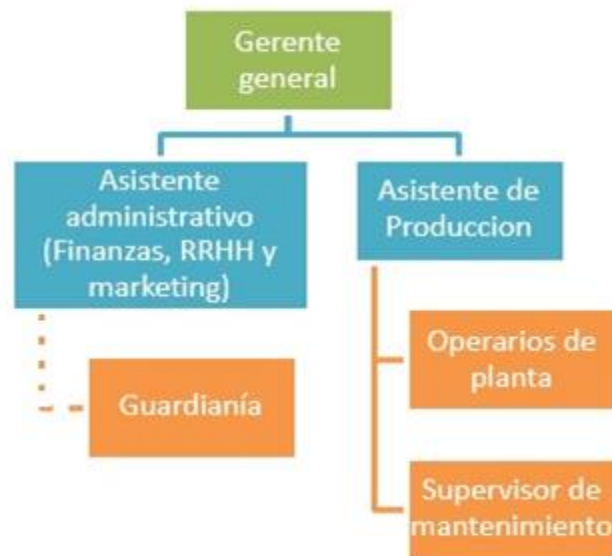 Gerente
general
Asistente
administrativo
(Finanzas, RRHH y
marketing)
Asistente de
Produccion
Guardianía
Operarios de
planta
Supervisor de
mantenimiento